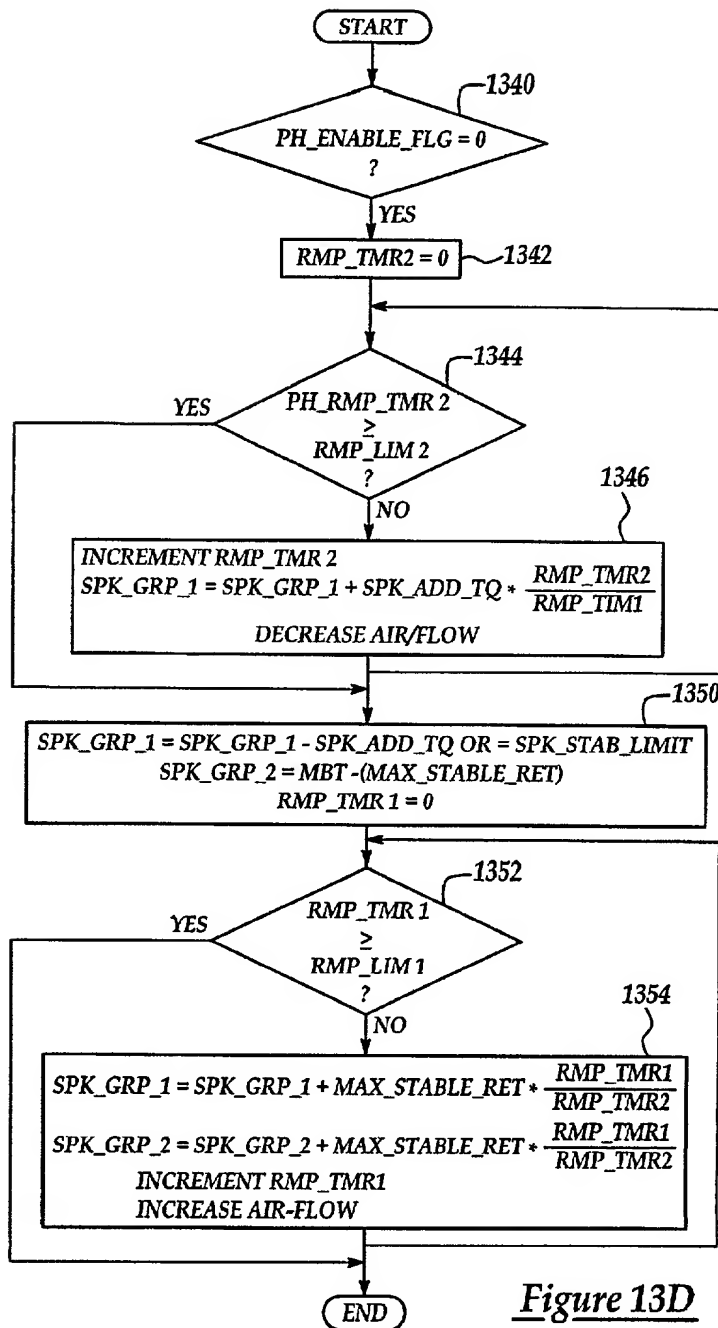 START
1340
PH_ENABLE_FLG = 0
?
YES
RMP_TMR2 = 0
1342
1344
YES
PH_RMP_TMR 2
≥
RMP_LIM 2
?
NO
1346
INCREMENT RMP_TMR 2
SPK_GRP_1 = SPK_GRP_1 + SPK_ADD_TQ * RMP_TMR2 / RMP_TIM1
DECREASE AIR/FLOW
1350
SPK_GRP_1 = SPK_GRP_1 - SPK_ADD_TQ OR = SPK_STAB_LIMIT
SPK_GRP_2 = MBT -(MAX_STABLE_RET)
RMP_TMR 1 = 0
1352
YES
RMP_TMR 1
≥
RMP_LIM 1
?
NO
1354
SPK_GRP_1 = SPK_GRP_1 + MAX_STABLE_RET * RMP_TMR1 / RMP_TMR2
SPK_GRP_2 = SPK_GRP_2 + MAX_STABLE_RET * RMP_TMR1 / RMP_TMR2
INCREMENT RMP_TMR1
INCREASE AIR-FLOW
END
Figure 13D